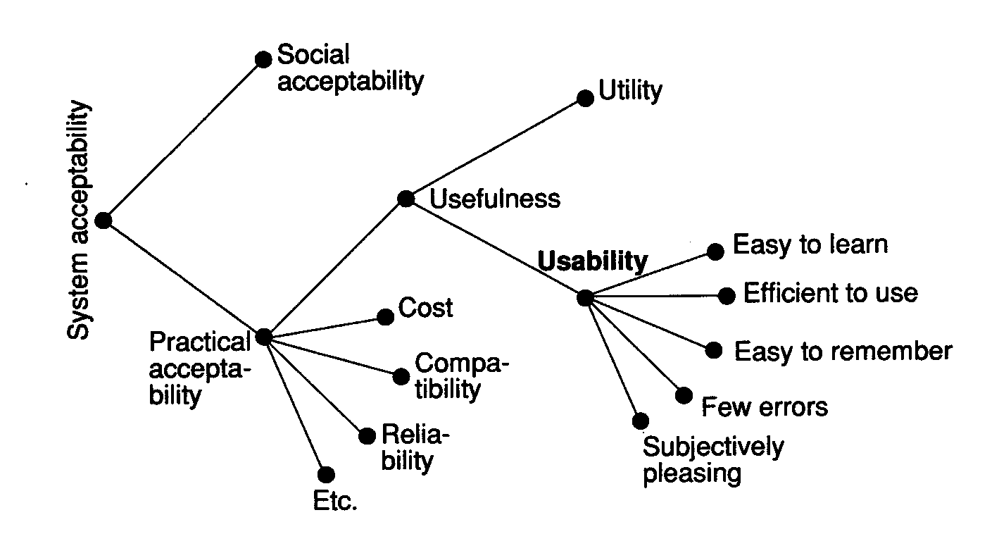 System acceptability
Social
acceptability
Utility
Usefulness
Usability
Easy to learn
Efficient to use
Easy to remember
Few errors
Subjectively
pleasing
Practical
accepta-
bility
Cost
Compa-
tibility
Relia-
bility
Etc.